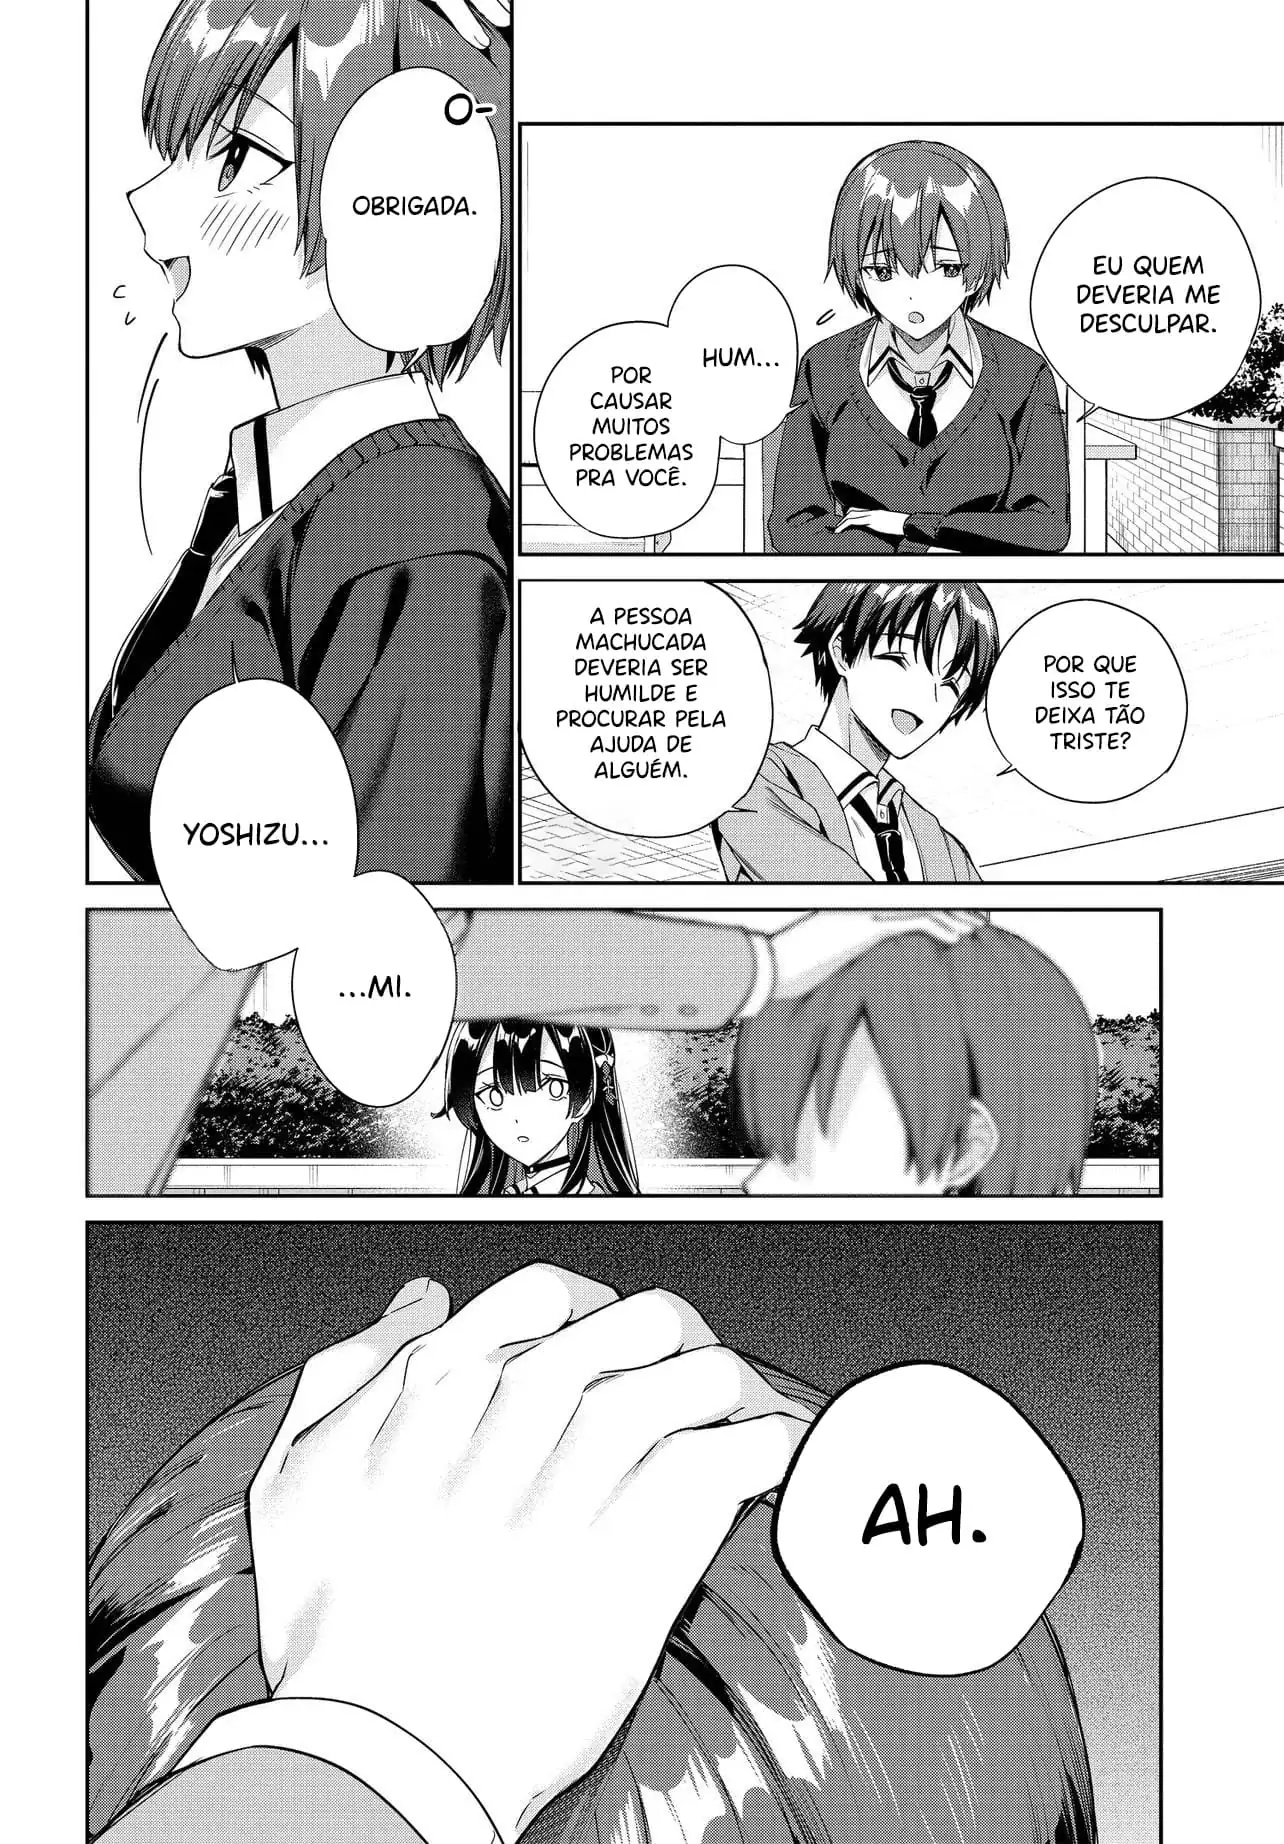 EU QUEM
DEVERIA ME
DESCULPAR.
HUM...
POR
CAUSAR
MUITOS
PROBLEMAS
PRA VOCÊ.
POR QUE
ISSO TE
DEIXA TÃO
TRISTE?
A PESSOA
MACHUCADA
DEVERIA SER
HUMILDE E
PROCURAR PELA
AJUDA DE
ALGUÉM.
O-
OBRIGADA.
YOSHIZU...
...MI.
AH.